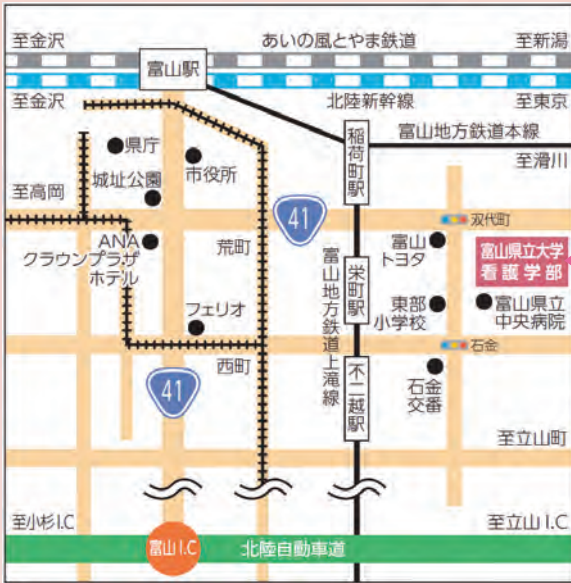 至金沢
あいの風とやま鉄道
至新潟
富山駅
至金沢
北陸新幹線
至東京
稲荷町駅
富山地方鉄道本線
至滑川
県庁
市役所
城址公園
至高岡
41
双代町
ANA
クラウンプラザ
ホテル
荒町
富山
トヨタ
富山県立大学
看護学部
富山地方鉄道上滝線
栄町駅
東部
小学校
富山県立
中央病院
フェリオ
石金
西町
不二越駅
41
石金
交番
至立山町
至小杉I.C
至立山I.C
富山I.C
北陸自動車道